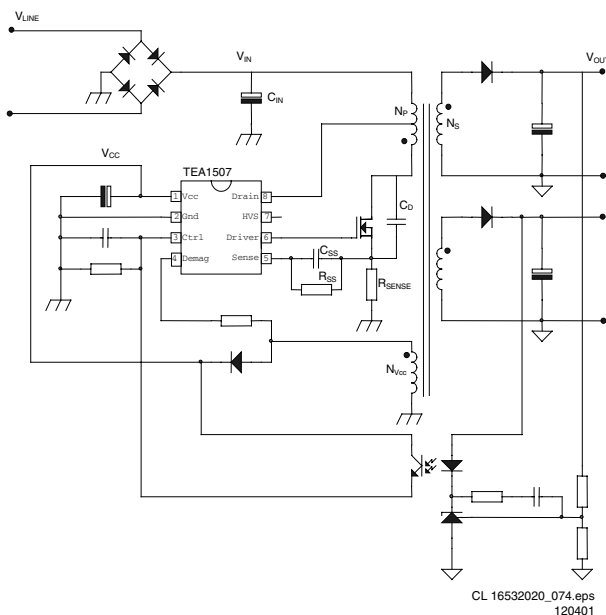 VLINE
VIN
VOUT
CIN
NP
NS
VCC
TEA1507
1 Vcc Drain 8
2 Gnd HVS 7
3 Ctrl Driver 6
4 Demag Sense 5
CD
CSS
RSS
RSENSE
NVcc
CL 16532020_074.eps
120401